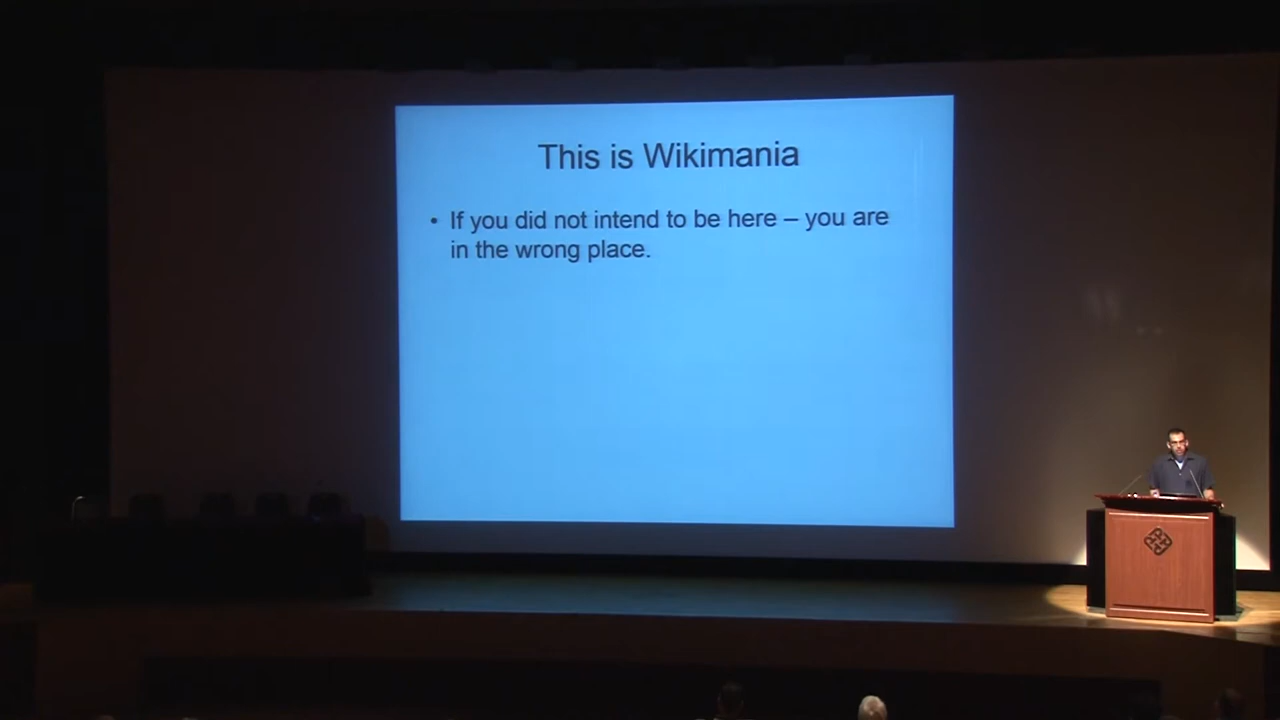 This is Wikimania
• If you did not intend to be here – you are
in the wrong place.